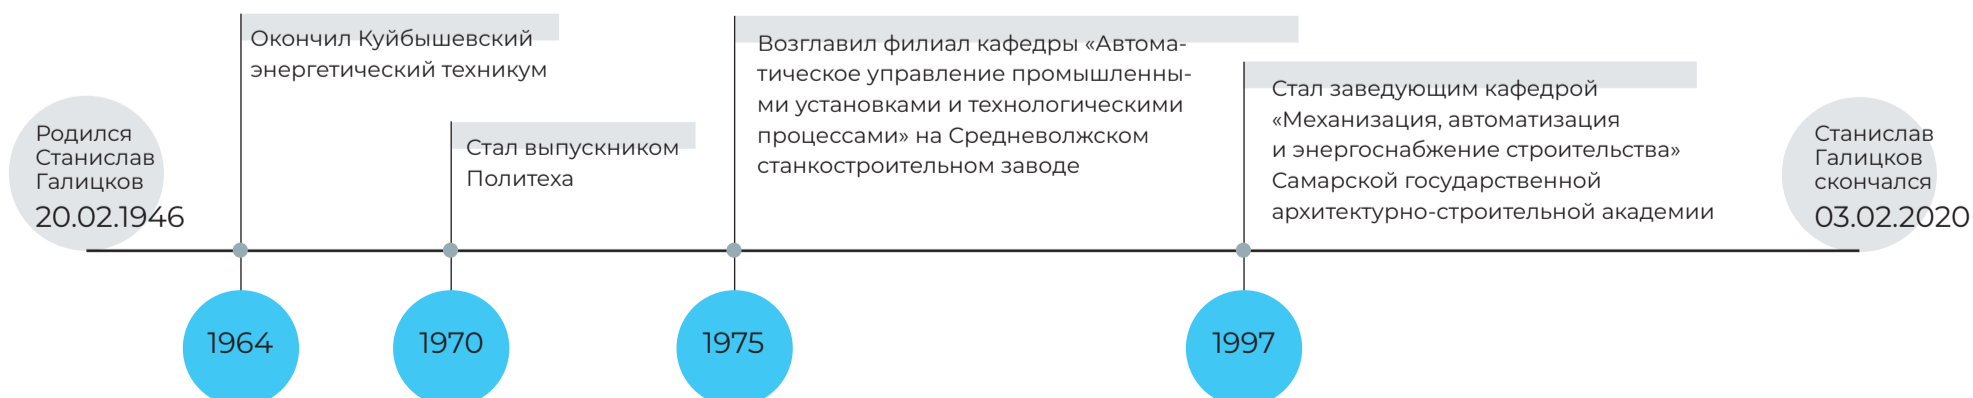 Родился
Станислав
Галицков
20.02.1946
Окончил Куйбышевский
энергетический техникум
1964
Стал выпускником
Политеха
1970
Возглавил филиал кафедры «Автома-
тическое управление промышленны-
ми установками и технологическими
процессами» на Средневолжском
станкостроительном заводе
1975
Стал заведующим кафедрой
«Механизация, автоматизация
и энергоснабжение строительства»
Самарской государственной
архитектурно-строительной академии
1997
Станислав
Галицков
скончался
03.02.2020